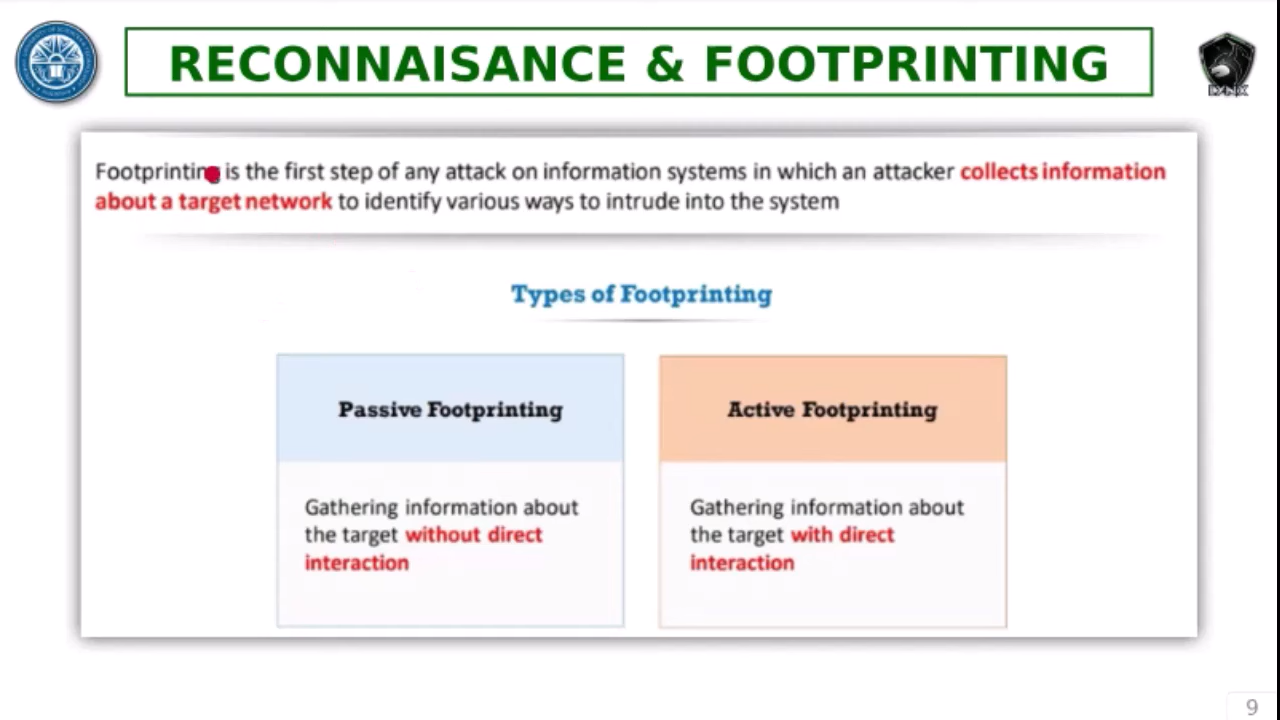 RECONNAISANCE & FOOTPRINTING
LYNX
Footprinting is the first step of any attack on information systems in which an attacker collects information
about a target network to identify various ways to intrude into the system
Types of Footprinting
Passive Footprinting
Gathering information about
the target without direct
interaction
Active Footprinting
Gathering information about
the target with direct
interaction
9